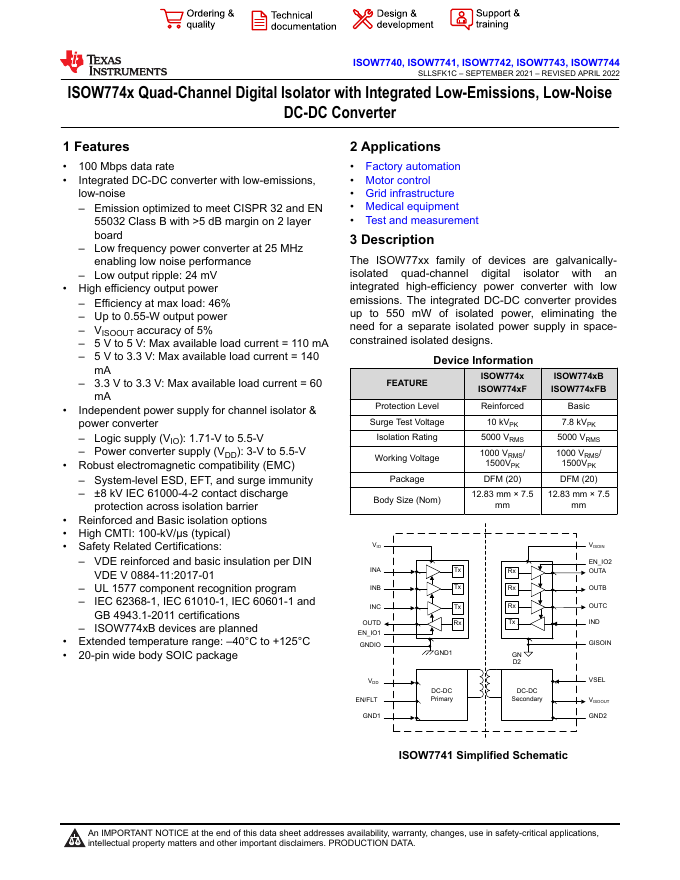 Ordering &
quality
Technical
documentation
Design &
development
Support &
training
TEXAS
INSTRUMENTS
ISOW7740, ISOW7741, ISOW7742, ISOW7743, ISOW7744
SLLSFK1C – SEPTEMBER 2021 – REVISED APRIL 2022
ISOW774x Quad-Channel Digital Isolator with Integrated Low-Emissions, Low-Noise
DC-DC Converter
1 Features
• 100 Mbps data rate
• Integrated DC-DC converter with low-emissions,
low-noise
– Emission optimized to meet CISPR 32 and EN
55032 Class B with >5 dB margin on 2 layer
board
– Low frequency power converter at 25 MHz
enabling low noise performance
– Low output ripple: 24 mV
• High efficiency output power
– Efficiency at max load: 46%
– Up to 0.55-W output power
– VISOOUT accuracy of 5%
– 5 V to 5 V: Max available load current = 110 mA
– 5 V to 3.3 V: Max available load current = 140
mA
– 3.3 V to 3.3 V: Max available load current = 60
mA
• Independent power supply for channel isolator &
power converter
– Logic supply (VIO): 1.71-V to 5.5-V
– Power converter supply (VDD): 3-V to 5.5-V
• Robust electromagnetic compatibility (EMC)
– System-level ESD, EFT, and surge immunity
– ±8 kV IEC 61000-4-2 contact discharge
protection across isolation barrier
• Reinforced and Basic isolation options
• High CMTI: 100-kV/µs (typical)
• Safety Related Certifications:
– VDE reinforced and basic insulation per DIN
VDE V 0884-11:2017-01
– UL 1577 component recognition program
– IEC 62368-1, IEC 61010-1, IEC 60601-1 and
GB 4943.1-2011 certifications
– ISOW774xB devices are planned
• Extended temperature range: –40°C to +125°C
• 20-pin wide body SOIC package
2 Applications
• Factory automation
• Motor control
• Grid infrastructure
• Medical equipment
• Test and measurement
3 Description
The ISOW77xx family of devices are galvanically-
isolated quad-channel digital isolator with an
integrated high-efficiency power converter with low
emissions. The integrated DC-DC converter provides
up to 550 mW of isolated power, eliminating the
need for a separate isolated power supply in space-
constrained isolated designs.
Device Information
FEATURE ISOW774x ISOW774xF ISOW774xB ISOW774xFB
Protection Level Reinforced Basic
Surge Test Voltage 10 kVPK 7.8 kVPK
Isolation Rating 5000 VRMS 5000 VRMS
Working Voltage 1000 VRMS/ 1500VPK 1000 VRMS/ 1500VPK
Package DFM (20) DFM (20)
Body Size (Nom) 12.83 mm × 7.5 mm 12.83 mm × 7.5 mm
VIO VISOIN
EN_IO2
INA Tx Rx OUTA
INB Tx Rx OUTB
INC Tx Rx OUTC
OUTD Rx Tx IND
EN_IO1
GNDIO GND1 GN
D2 GISOIN
VDD DC-DC
Primary DC-DC
Secondary VSEL
EN/FLT VISOOUT
GND1 GND2
ISOW7741 Simplified Schematic
An IMPORTANT NOTICE at the end of this data sheet addresses availability, warranty, changes, use in safety-critical applications,
intellectual property matters and other important disclaimers. PRODUCTION DATA.